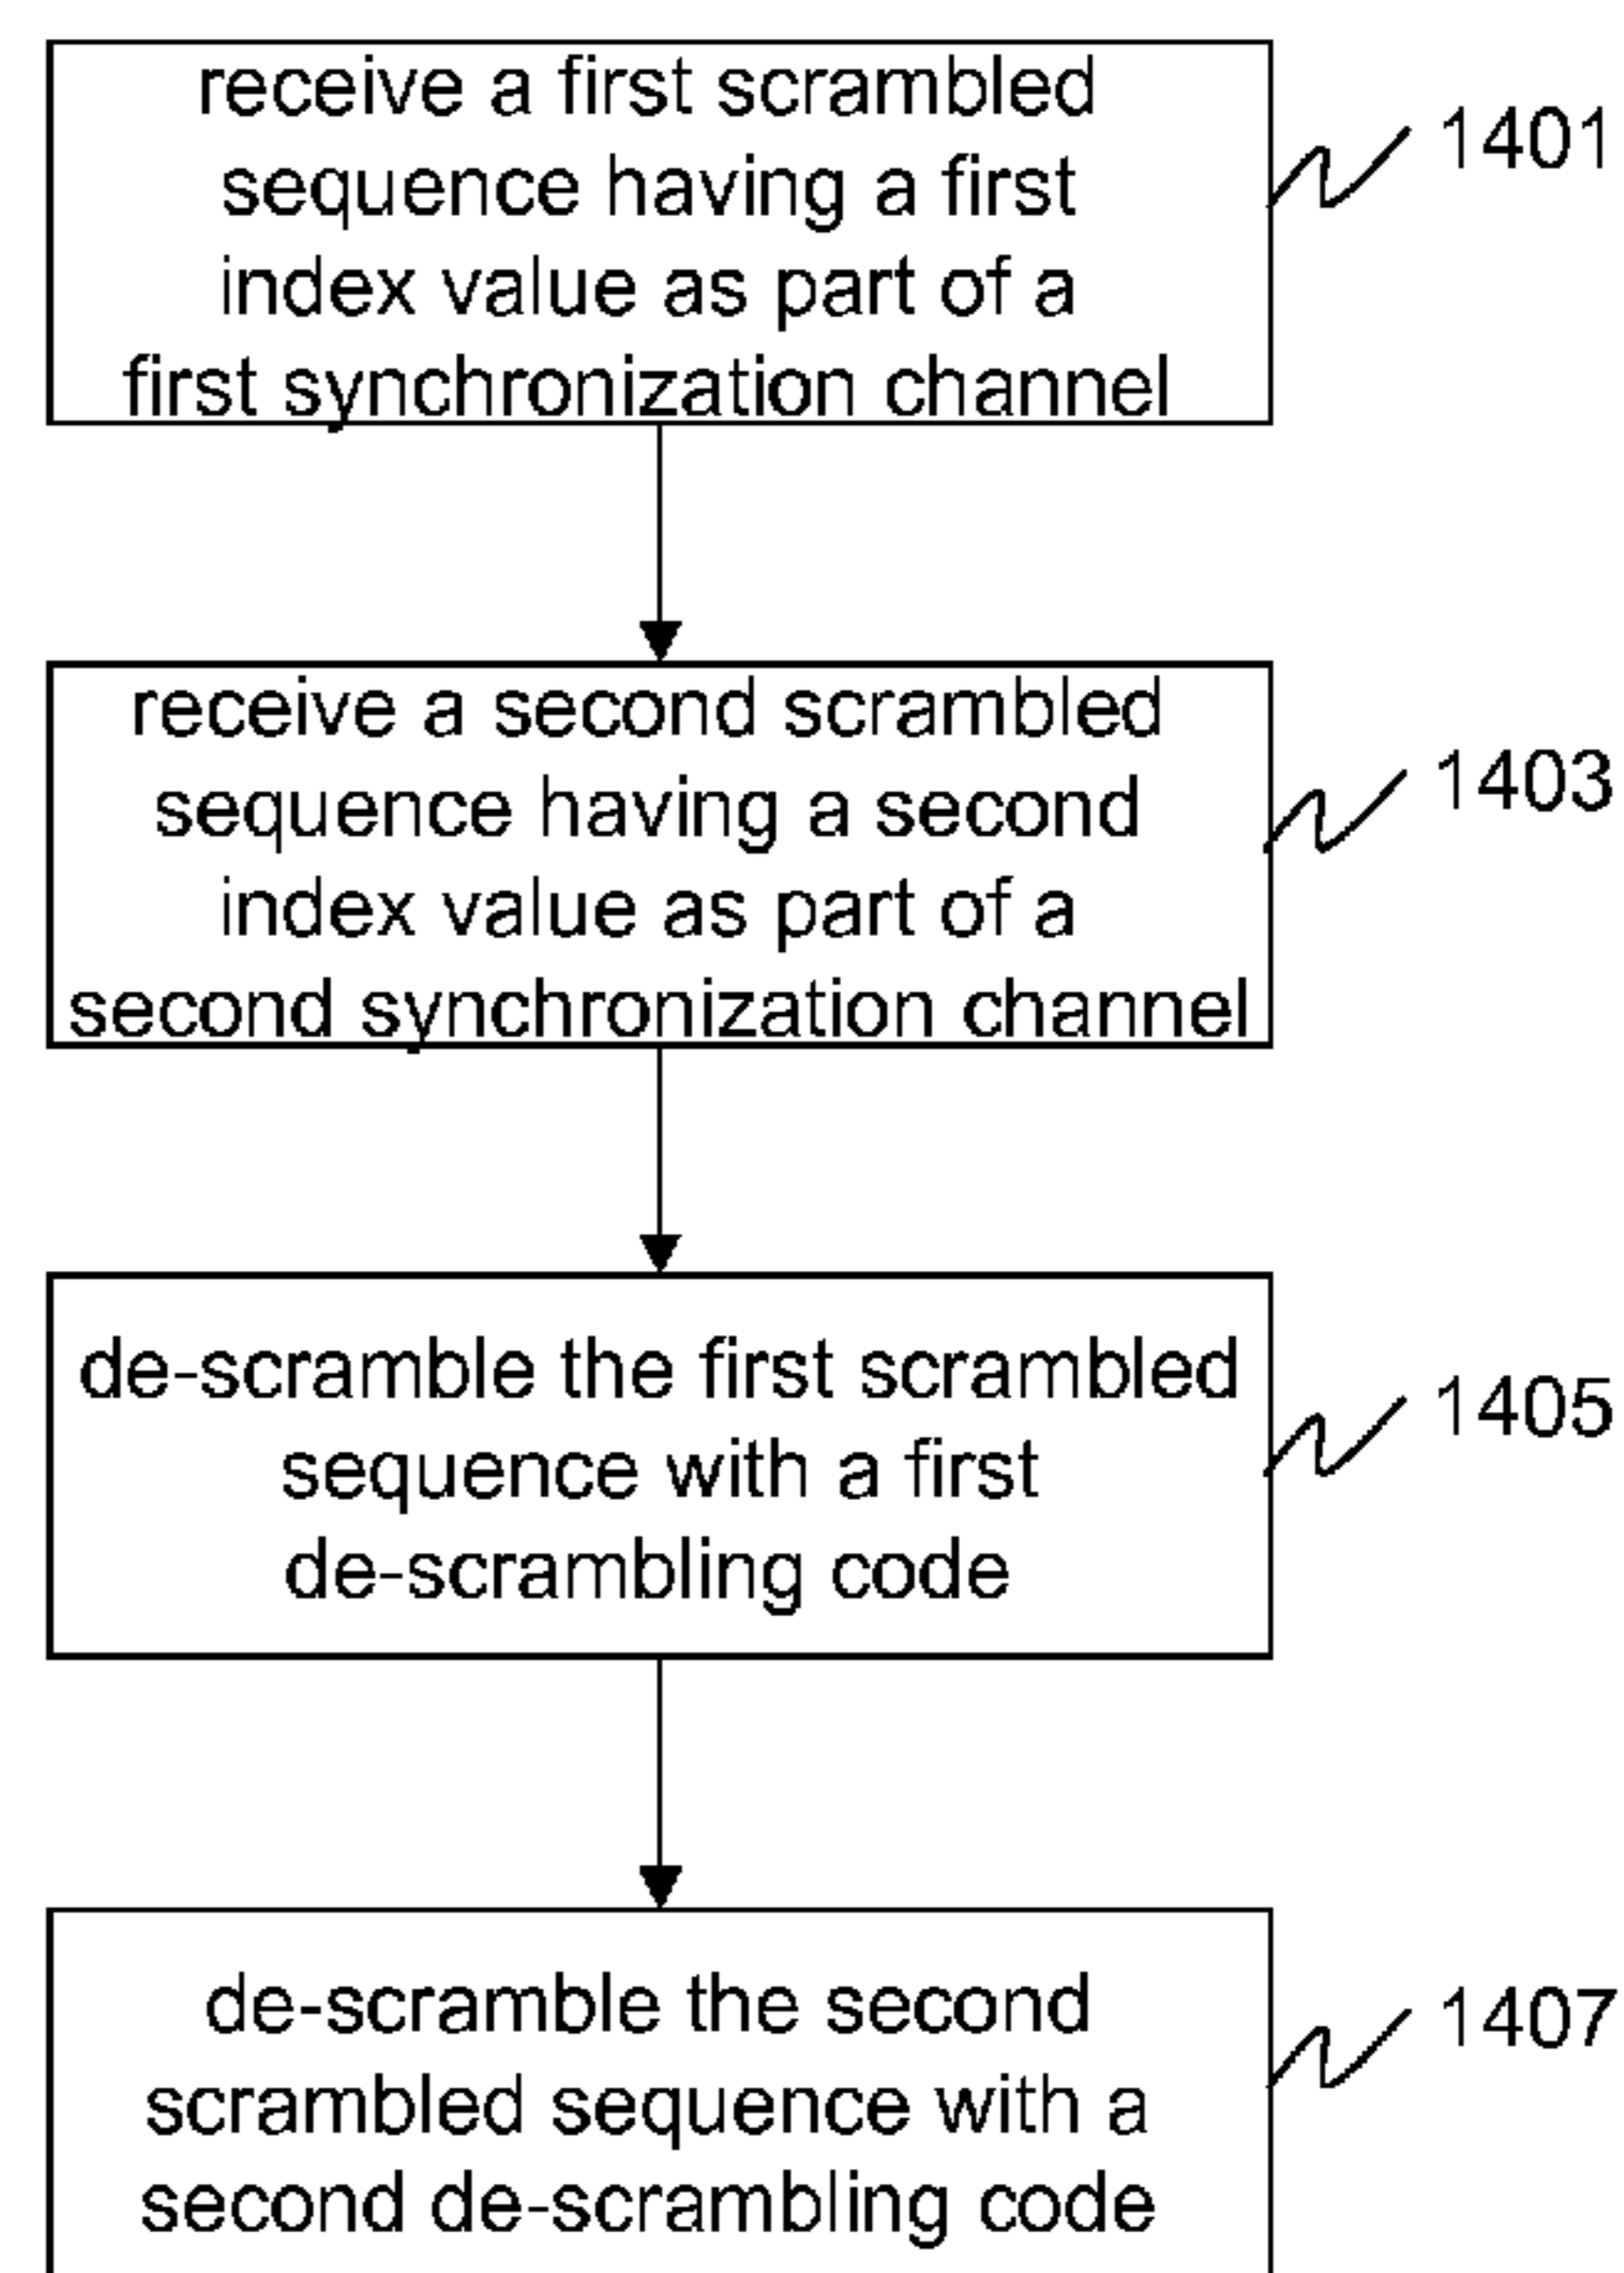 receive a first scrambled
sequence having a first
index value as part of a
first synchronization channel
1401
receive a second scrambled
sequence having a second
index value as part of a
second synchronization channel
1403
de-scramble the first scrambled
sequence with a first
de-scrambling code
1405
de-scramble the second
scrambled sequence with a
second de-scrambling code
1407